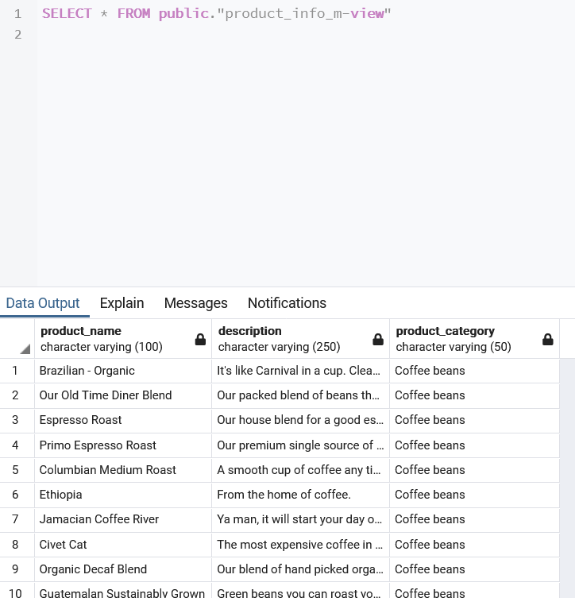 1 SELECT * FROM public."product_info_m-view"
2
Data Output Explain Messages Notifications
product_name description product_category
character varying (100) character varying (250) character varying (50)
1 Brazilian - Organic It's like Carnival in a cup. Clea... Coffee beans
2 Our Old Time Diner Blend Our packed blend of beans th... Coffee beans
3 Espresso Roast Our house blend for a good es... Coffee beans
4 Primo Espresso Roast Our premium single source of ... Coffee beans
5 Columbian Medium Roast A smooth cup of coffee any ti... Coffee beans
6 Ethiopia From the home of coffee. Coffee beans
7 Jamacian Coffee River Ya man, it will start your day o... Coffee beans
8 Civet Cat The most expensive coffee in ... Coffee beans
9 Organic Decaf Blend Our blend of hand picked orga... Coffee beans
10 Guatemalan Sustainably Grown Green beans you can roast yo... Coffee beans